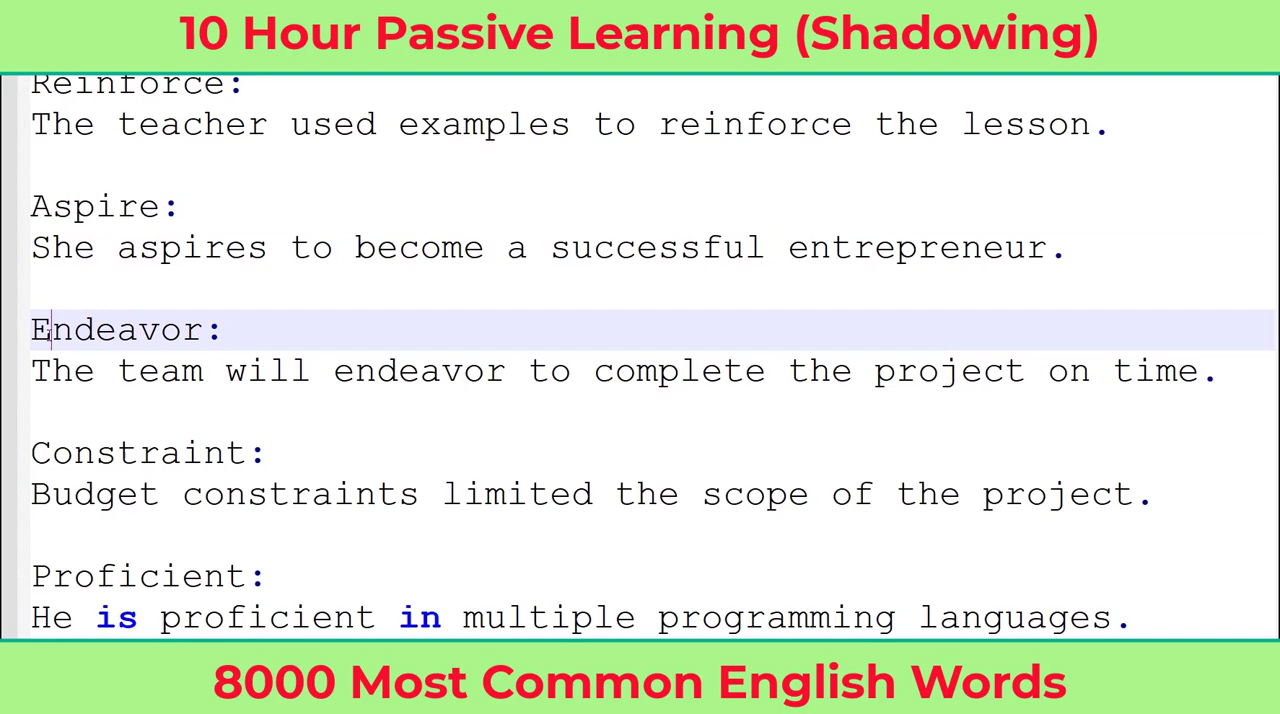 10 Hour Passive Learning (Shadowing)
Reinforce:
The teacher used examples to reinforce the lesson.
Aspire:
She aspires to become a successful entrepreneur.
Endeavor:
The team will endeavor to complete the project on time.
Constraint:
Budget constraints limited the scope of the project.
Proficient:
He is proficient in multiple programming languages.
8000 Most Common English Words